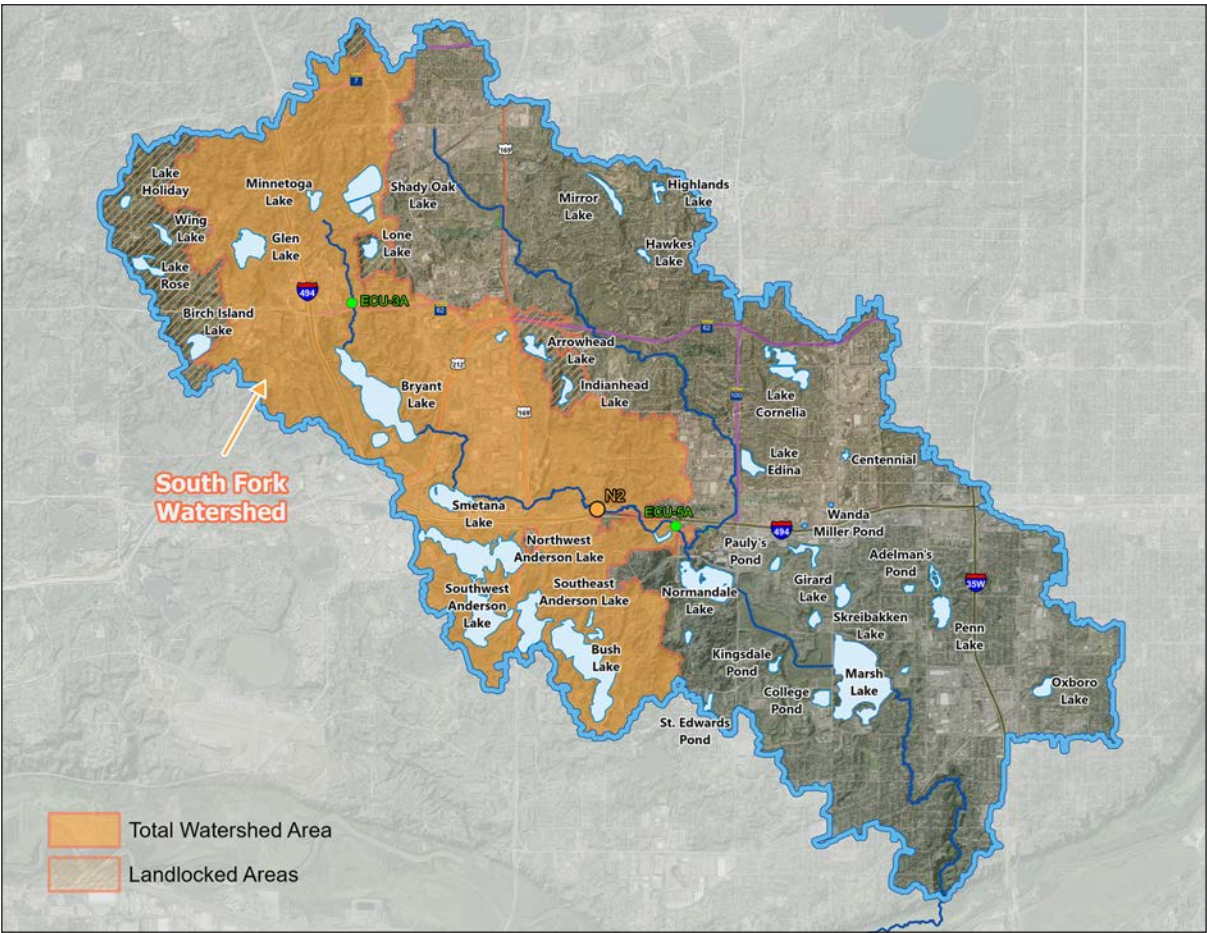 7
169
Lake
Holiday
Minnetoga
Lake
Shady Oak
Lake
Mirror
Lake
Highlands
Lake
Wing
Lake
Glen
Lake
Lone
Lake
Hawkes
Lake
Lake
Rose
494
ECU-3A
62
62
Birch Island
Lake
Arrowhead
Lake
212
Indianhead
Lake
Bryant
Lake
169
100
Lake
Cornelia
South Fork
Watershed
Lake
Edina
Centennial
Smetana
Lake
N2
ECU-5A
494
Wanda
Miller Pond
Northwest
Anderson Lake
Pauly's
Pond
Adelman's
Pond
35W
Southwest
Anderson
Lake
Southeast
Anderson Lake
Normandale
Lake
Girard
Lake
Skreibakken
Lake
Penn
Lake
Bush
Lake
Kingsdale
Pond
Marsh
Lake
College
Pond
Oxboro
Lake
St. Edwards
Pond
Total Watershed Area
Landlocked Areas